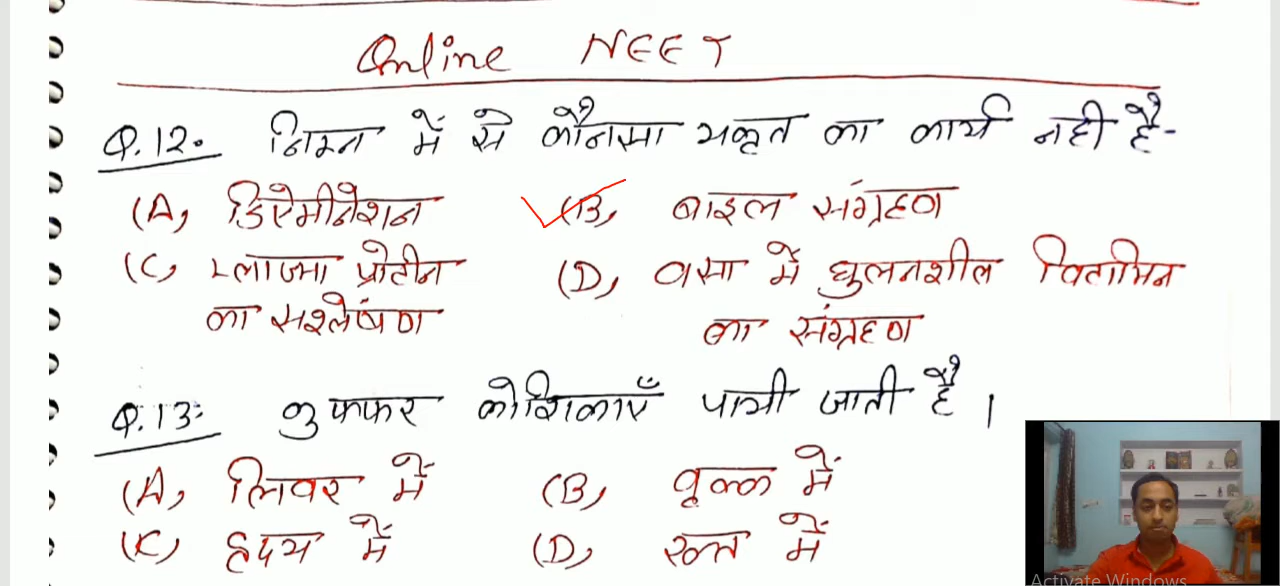 Online NEET
Q.12. निम्न में से कौनसा यकृत का कार्य नही है-
(A) डिऐमीनेशन (B) बाइल संग्रहण
(C) प्लाज्मा प्रोटीन (D) वसा में घुलनशील विटामिन
का सश्लेषण का संग्रहण
Q.13: कुफ्फर कोशिकाएँ पायी जाती है ।
(A) लिवर में (B) वृक्क में
(C) हृदय में (D) रक्त में
Activate Windows